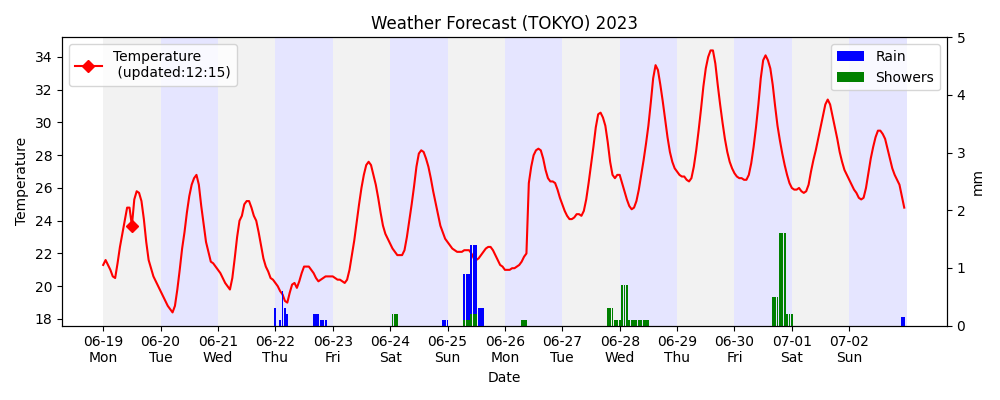 Weather Forecast (TOKYO) 2023
Temperature
(updated:12:15)
Rain
Showers
Temperature
34
32
30
28
26
24
22
20
18
5
4
3
2
1
0
mm
06-19 06-20 06-21 06-22 06-23 06-24 06-25 06-26 06-27 06-28 06-29 06-30 07-01 07-02
Mon Tue Wed Thu Fri Sat Sun Mon Tue Wed Thu Fri Sat Sun
Date